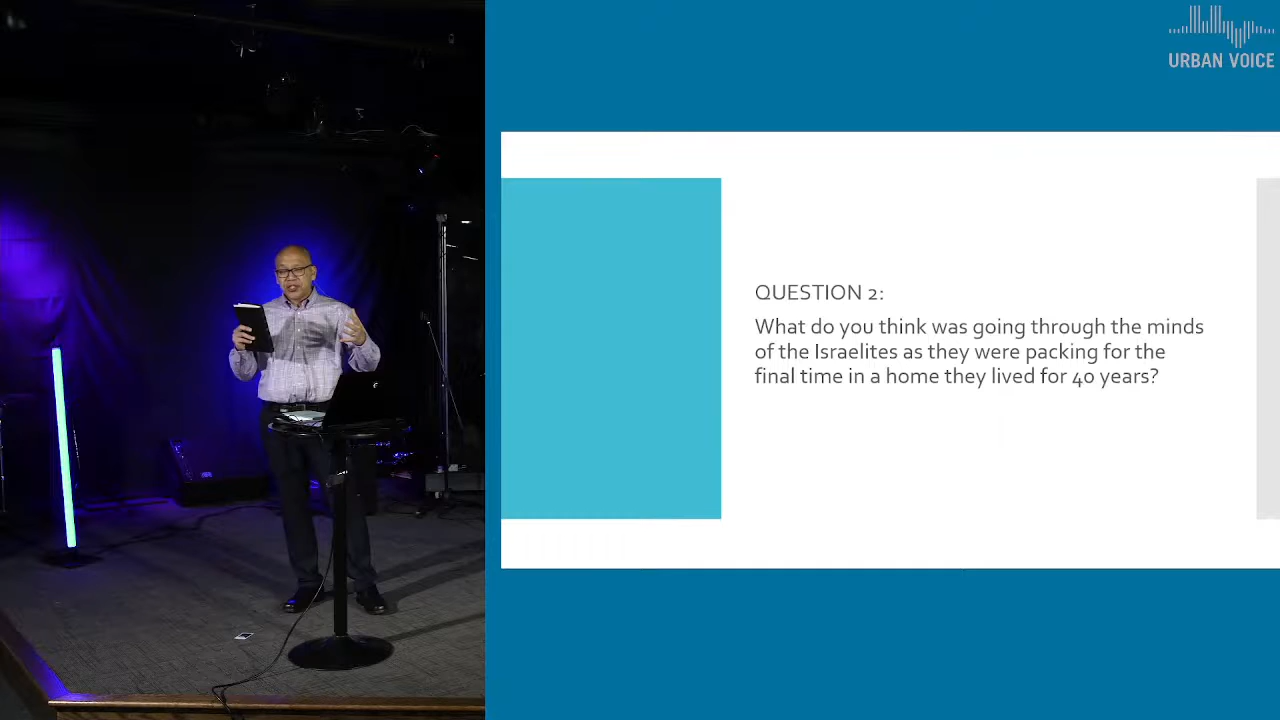 URBAN VOICE
QUESTION 2:
What do you think was going through the minds
of the Israelites as they were packing for the
final time in a home they lived for 40 years?